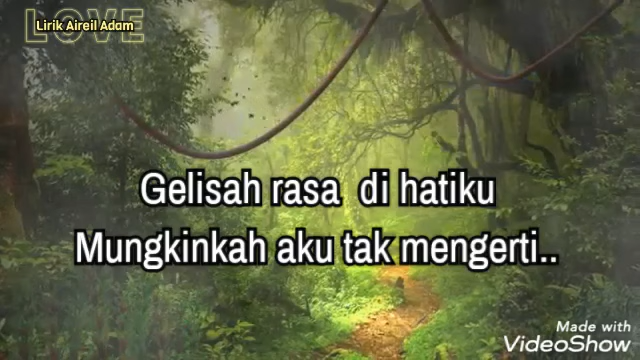 LOVE
Lirik Aireil Adam
Gelisah rasa di hatiku
Mungkinkah aku tak mengerti..
Made with
VideoShow